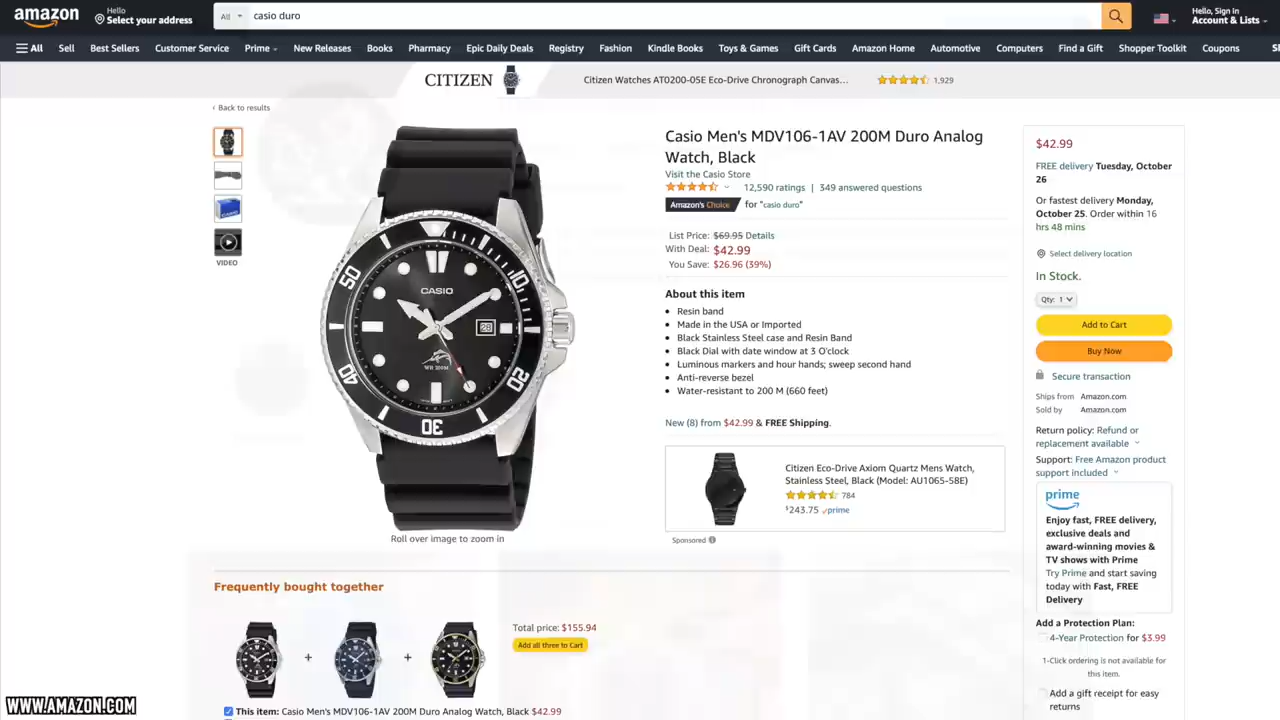 amazon
Hello
Select your address
All
casio duro
Hello, Sign in
Account & Lists
All
Sell
Best Sellers
Customer Service
Prime
New Releases
Books
Pharmacy
Epic Daily Deals
Registry
Fashion
Kindle Books
Toys & Games
Gift Cards
Amazon Home
Automotive
Computers
Find a Gift
Shopper Toolkit
Coupons
CITIZEN
Citizen Watches AT0200-05E Eco-Drive Chronograph Canvas...
1,929
‹ Back to results
VIDEO
50
10
40
20
30
CASIO
28
WR 200M
Roll over image to zoom in
Casio Men's MDV106-1AV 200M Duro Analog
Watch, Black
Visit the Casio Store
12,590 ratings | 349 answered questions
Amazon's Choice for "casio duro"
List Price: $69.95 Details
With Deal: $42.99
You Save: $26.96 (39%)
About this item
• Resin band
• Made in the USA or Imported
• Black Stainless Steel case and Resin Band
• Black Dial with date window at 3 O'clock
• Luminous markers and hour hands; sweep second hand
• Anti-reverse bezel
• Water-resistant to 200 M (660 feet)
New (8) from $42.99 & FREE Shipping.
Citizen Eco-Drive Axiom Quartz Mens Watch,
Stainless Steel, Black (Model: AU1065-58E)
784
$243.75 prime
Sponsored
$42.99
FREE delivery Tuesday, October
26
Or fastest delivery Monday,
October 25. Order within 16
hrs 48 mins
Select delivery location
In Stock.
Qty: 1
Add to Cart
Buy Now
Secure transaction
Ships from Amazon.com
Sold by Amazon.com
Return policy: Refund or
replacement available
Support: Free Amazon product
support included
prime
Enjoy fast, FREE delivery,
exclusive deals and
award-winning movies &
TV shows with Prime
Try Prime and start saving
today with Fast, FREE
Delivery
Add a Protection Plan:
4-Year Protection for $3.99
1-Click ordering is not available for
this item.
Add a gift receipt for easy
returns
Frequently bought together
+
+
Total price: $155.94
Add all three to Cart
This item: Casio Men's MDV106-1AV 200M Duro Analog Watch, Black $42.99
WWW.AMAZON.COM